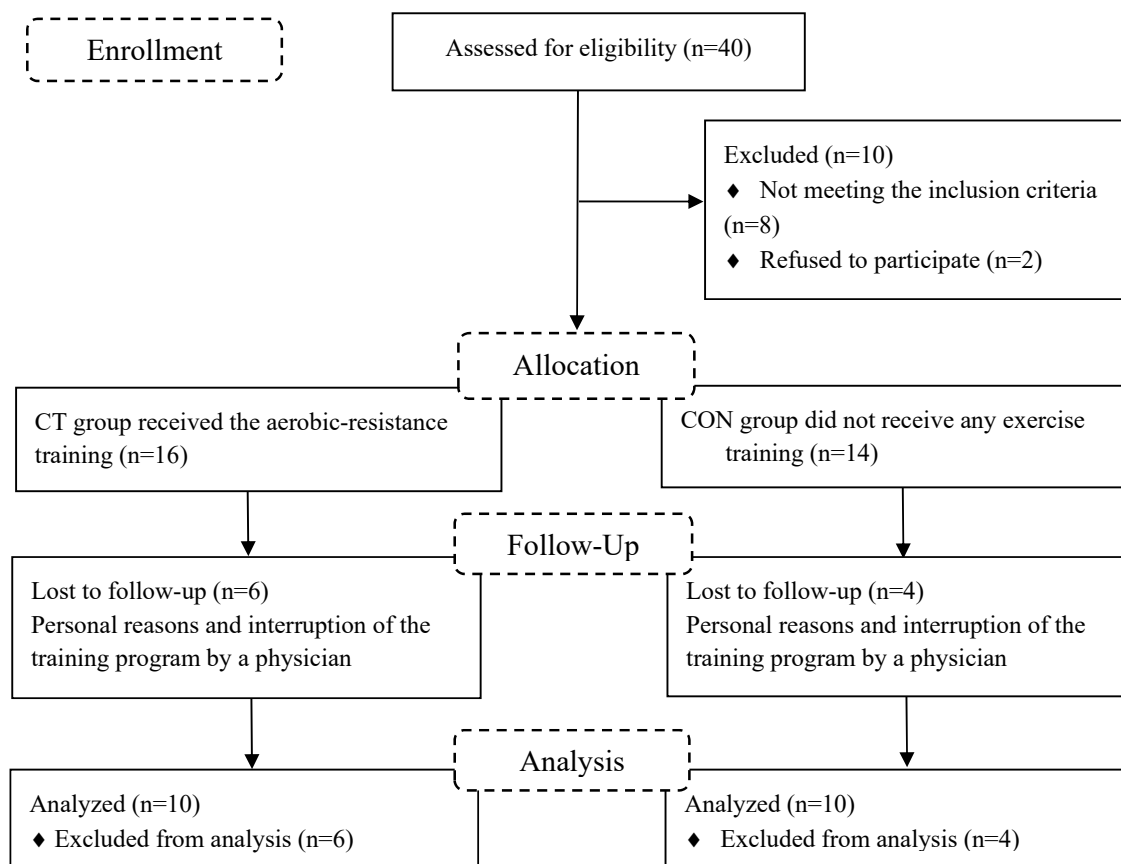 Enrollment
Assessed for eligibility (n=40)
Excluded (n=10)
♦ Not meeting the inclusion criteria
(n=8)
♦ Refused to participate (n=2)
Allocation
CT group received the aerobic-resistance
training (n=16)
CON group did not receive any exercise
training (n=14)
Follow-Up
Lost to follow-up (n=6)
Personal reasons and interruption of the
training program by a physician
Lost to follow-up (n=4)
Personal reasons and interruption of the
training program by a physician
Analysis
Analyzed (n=10)
♦ Excluded from analysis (n=6)
Analyzed (n=10)
♦ Excluded from analysis (n=4)